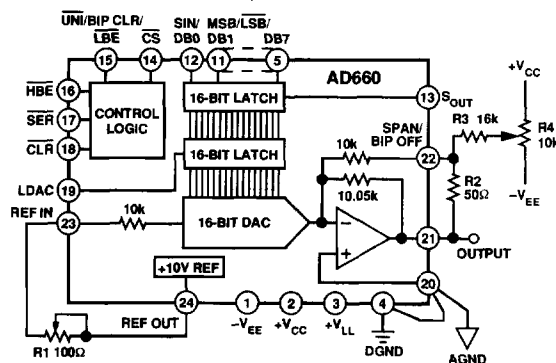 UNI/BIP CLR/
LBE
CS
SIN/
DB0
MSB/LSB/
DB1
DB7
15
14
12
11
5
AD660
HBE
16
SER
17
CLR
18
CONTROL
LOGIC
16-BIT LATCH
13
SOUT
+VCC
R3 16k
R4
10k
SPAN/
BIP OFF
10k
22
16-BIT LATCH
LDAC
19
10.05k
R2
50Ω
−VEE
REF IN
23
10k
16-BIT DAC
−
+
21
OUTPUT
+10V REF
20
24
1
2
3
4
REF OUT
−VEE
+VCC
+VLL
DGND
AGND
R1 100Ω